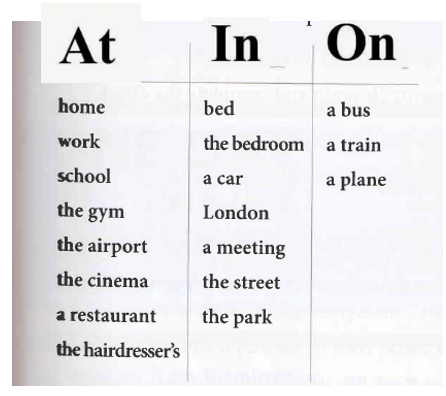 At In On
home bed a bus
work the bedroom a train
school a car a plane
the gym London
the airport a meeting
the cinema the street
a restaurant the park
the hairdresser's